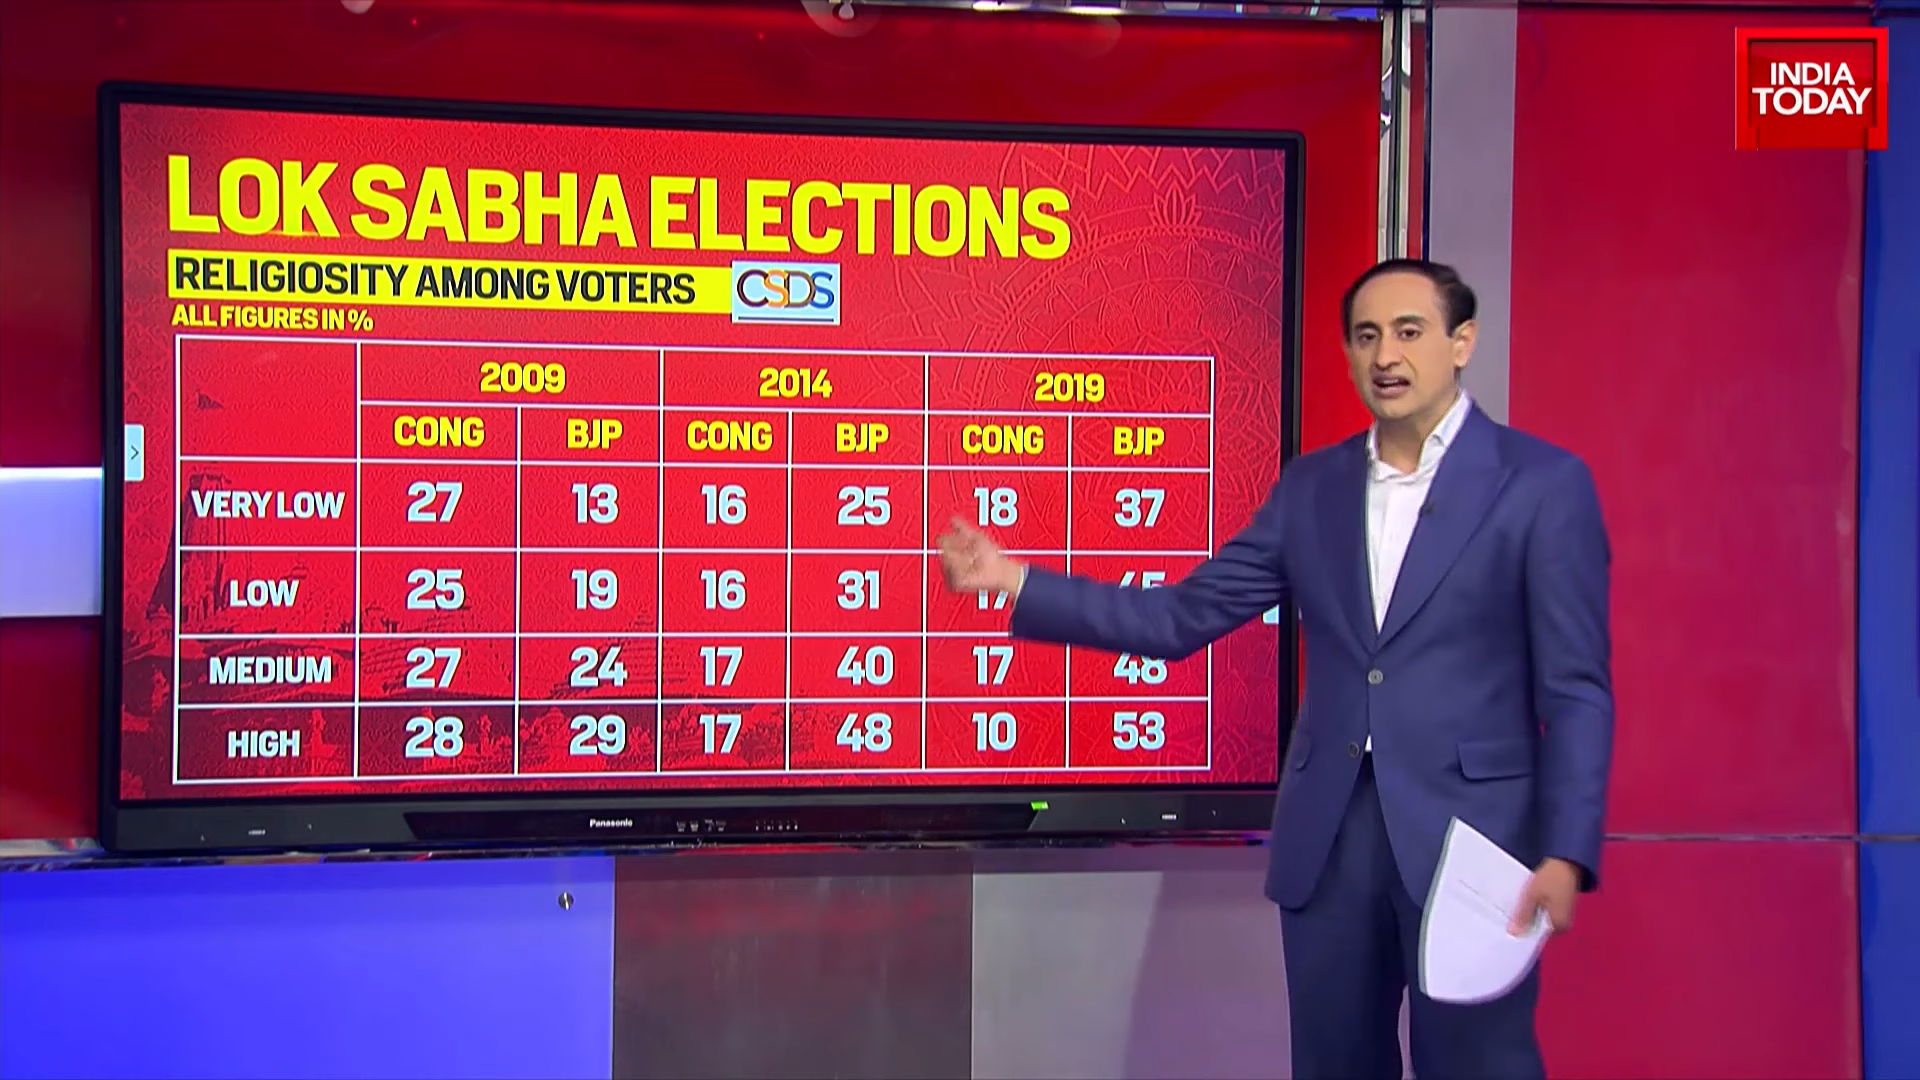 INDIA
TODAY
LOK SABHA ELECTIONS
RELIGIOSITY AMONG VOTERS CSDS
ALL FIGURES IN %
2009 2014 2019
CONG BJP CONG BJP CONG BJP
VERY LOW 27 13 16 25 18 37
LOW 25 19 16 31 17
MEDIUM 27 24 17 40 17 48
HIGH 28 29 17 48 10 53
Panasonic